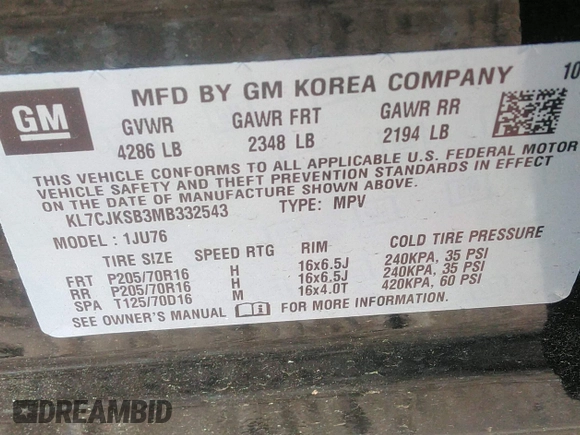 MFD BY GM KOREA COMPANY 10
GM
GVWR GAWR FRT GAWR RR
4286 LB 2348 LB 2194 LB
THIS VEHICLE CONFORMS TO ALL APPLICABLE U.S. FEDERAL MOTOR
VEHICLE SAFETY AND THEFT PREVENTION STANDARDS IN EFFECT
ON THE DATE OF MANUFACTURE SHOWN ABOVE.
KL7CJKSB3MB332543 TYPE: MPV
MODEL : 1JU76
TIRE SIZE SPEED RTG RIM COLD TIRE PRESSURE
FRT P205/70R16 H 16x6.5J 240KPA, 35 PSI
RR P205/70R16 H 16x6.5J 240KPA, 35 PSI
SPA T125/70D16 M 16x4.0T 420KPA, 60 PSI
SEE OWNER'S MANUAL FOR MORE INFORMATION.
DREAMBID